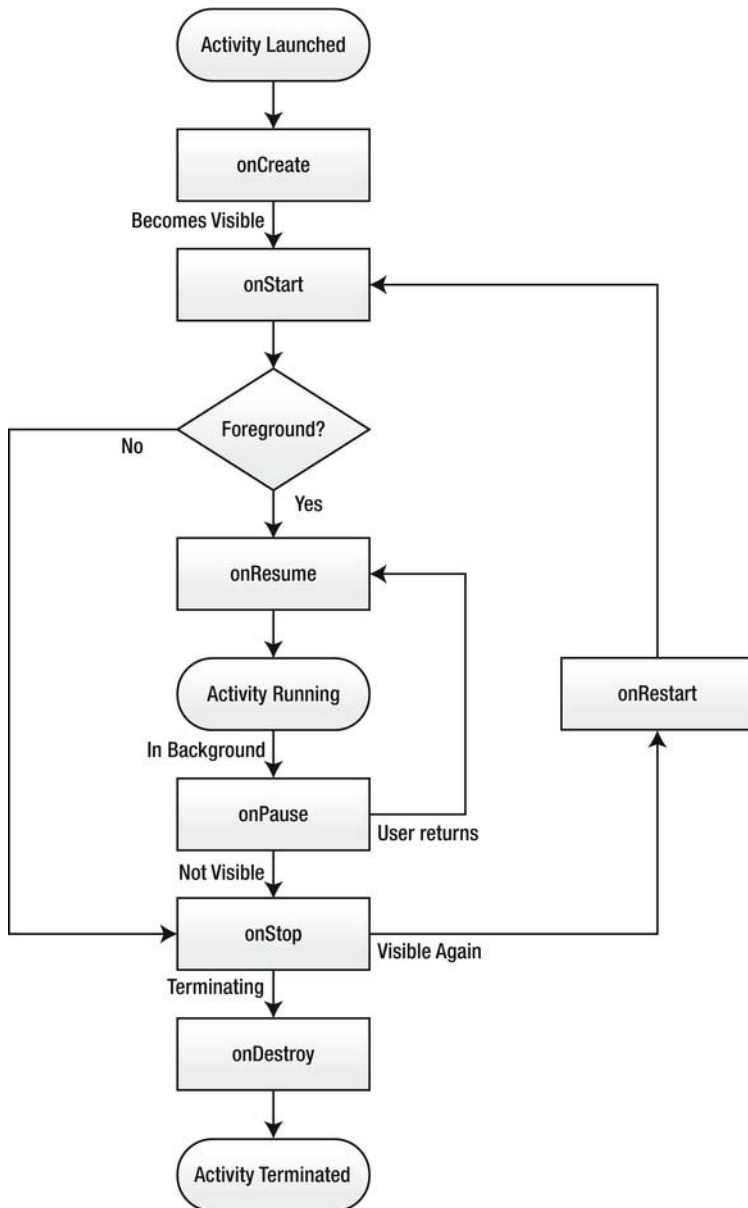 Activity Launched
onCreate
Becomes Visible
onStart
Foreground?
No
Yes
onResume
Activity Running
onRestart
In Background
onPause
User returns
Not Visible
onStop
Visible Again
Terminating
onDestroy
Activity Terminated